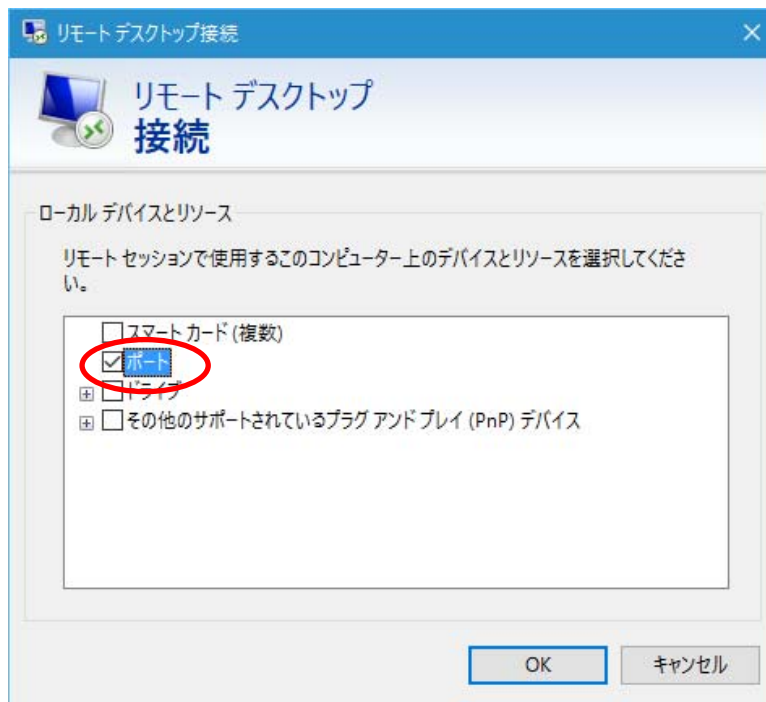 リモート デスクトップ接続
リモート デスクトップ
接続
ローカル デバイスとリソース
リモート セッションで使用するこのコンピューター上のデバイスとリソースを選択してくださ
い。
スマート カード (複数)
ポート
ドライブ
その他のサポートされているプラグ アンド プレイ (PnP) デバイス
OK
キャンセル